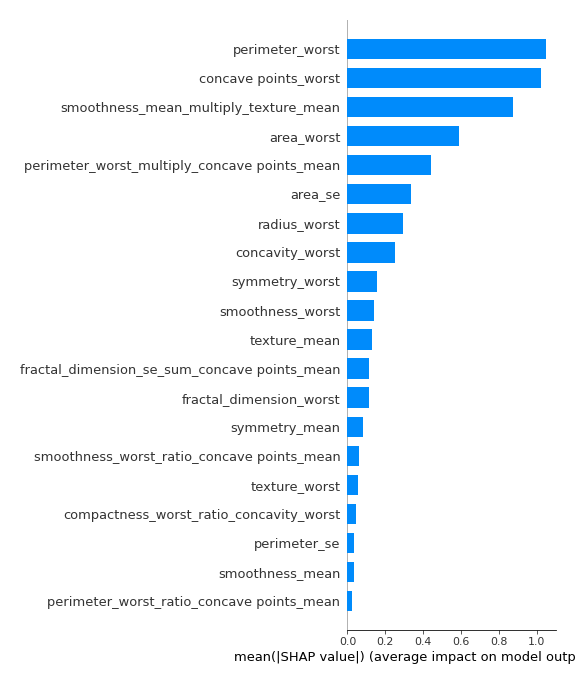 perimeter_worst
concave points_worst
smoothness_mean_multiply_texture_mean
area_worst
perimeter_worst_multiply_concave points_mean
area_se
radius_worst
concavity_worst
symmetry_worst
smoothness_worst
texture_mean
fractal_dimension_se_sum_concave points_mean
fractal_dimension_worst
symmetry_mean
smoothness_worst_ratio_concave points_mean
texture_worst
compactness_worst_ratio_concavity_worst
perimeter_se
smoothness_mean
perimeter_worst_ratio_concave points_mean
0.0 0.2 0.4 0.6 0.8 1.0
mean(|SHAP value|) (average impact on model outp